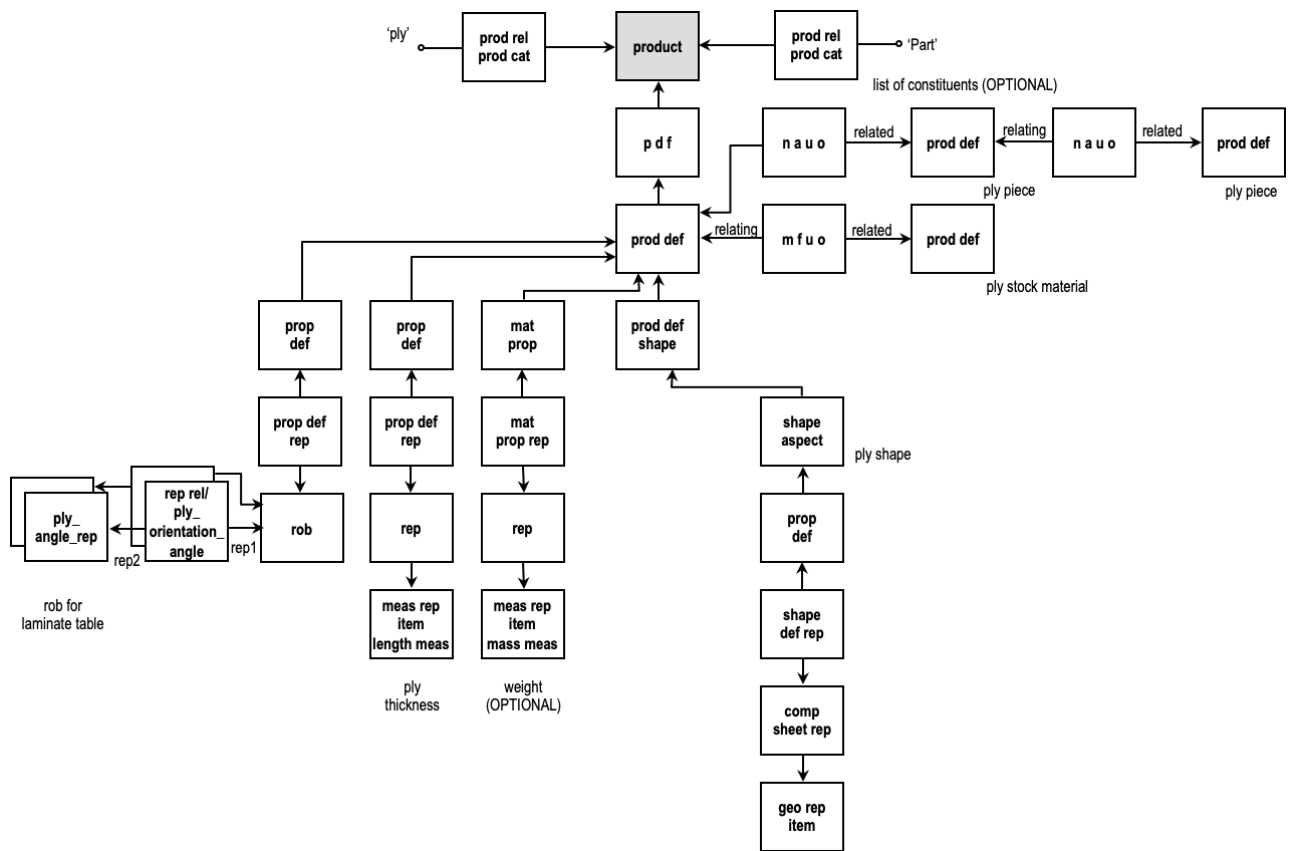 'ply'
prod rel
prod cat
product
prod rel
prod cat
'Part'
list of constituents (OPTIONAL)
p d f
n a u o
related
prod def
relating
n a u o
related
prod def
ply piece
ply piece
prod def
relating
m f u o
related
prod def
ply stock material
prop
def
prop
def
mat
prop
prod def
shape
prop def
rep
prop def
rep
mat
prop rep
shape
aspect
ply shape
ply_
angle_rep
rep2
rep rel/
ply_
orientation_
angle
rep1
rob
rep
rep
prop
def
rob for
laminate table
meas rep
item
length meas
meas rep
item
mass meas
shape
def rep
ply
thickness
weight
(OPTIONAL)
comp
sheet rep
geo rep
item